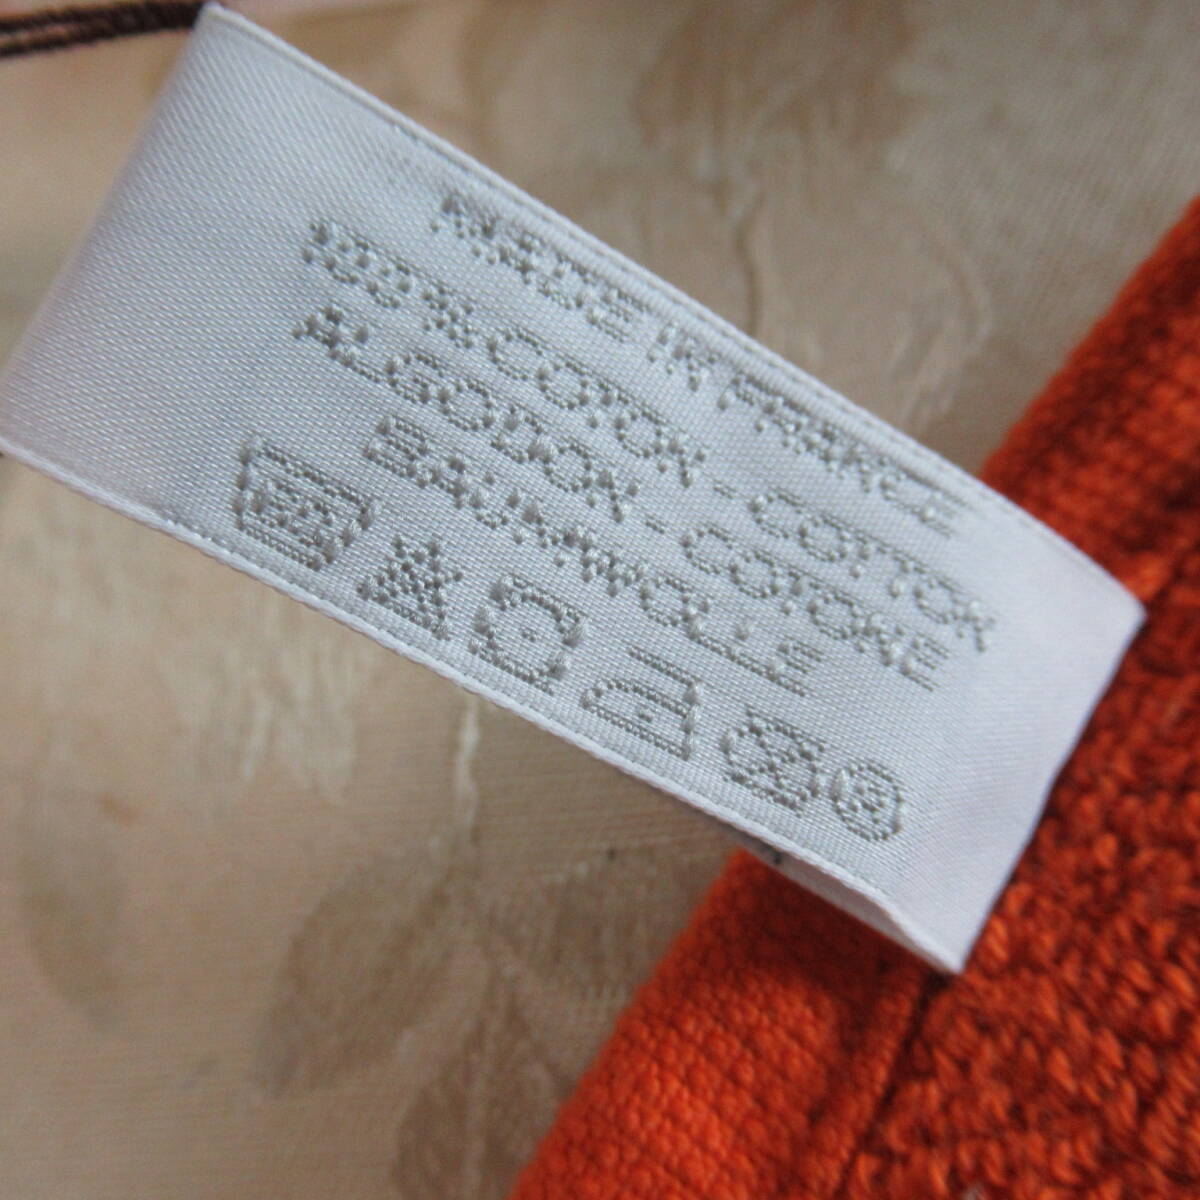 MADE IN FRANCE
100% COTON - COTTON
ALGODON - COTONE
BAUMWOLLE